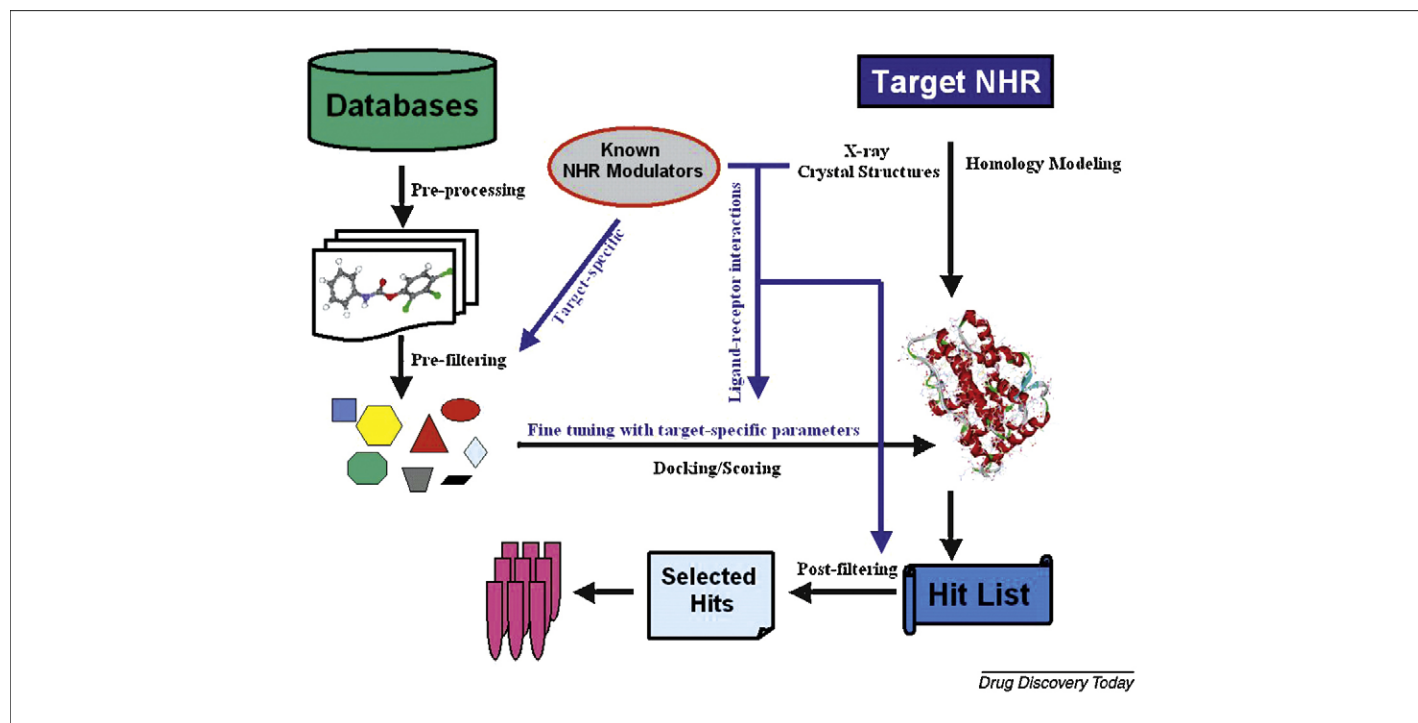 Databases
Target NHR
Known
NHR Modulators
X-ray
Crystal Structures
Homology Modeling
Pre-processing
Target-specific
Ligand-receptor interactions
Pre-filtering
Fine tuning with target-specific parameters
Docking/Scoring
Post-filtering
Selected
Hits
Hit List
Drug Discovery Today